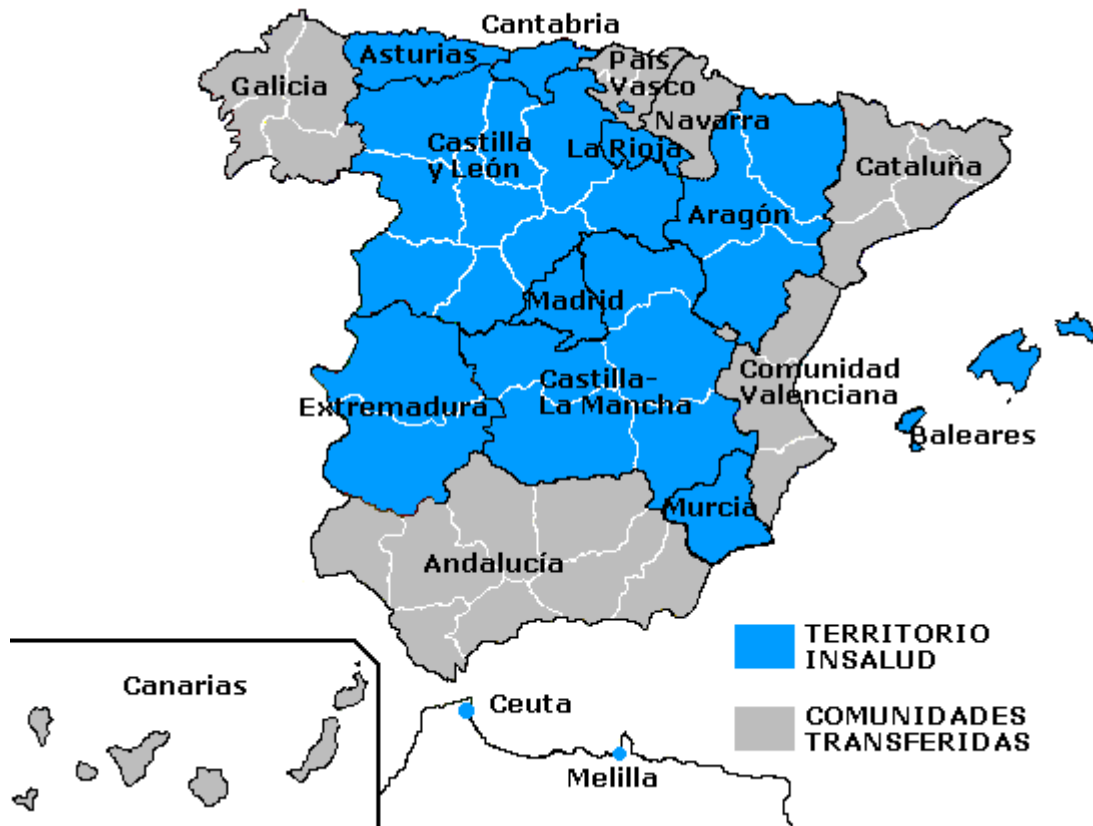 Cantabria
Asturias
País
Vasco
Galicia
Navarra
Castilla
y León
La Rioja
Cataluña
Aragón
Madrid
Comunidad
Valenciana
Castilla-
La Mancha
Extremadura
Baleares
Murcia
Andalucía
TERRITORIO
INSALUD
Canarias
Ceuta
COMUNIDADES
TRANSFERIDAS
Melilla